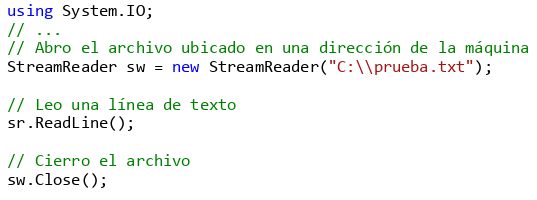 using System.IO;
// ...
// Abro el archivo ubicado en una dirección de la máquina
StreamReader sw = new StreamReader("C:\\prueba.txt");
// Leo una línea de texto
sr.ReadLine();
// Cierro el archivo
sw.Close();